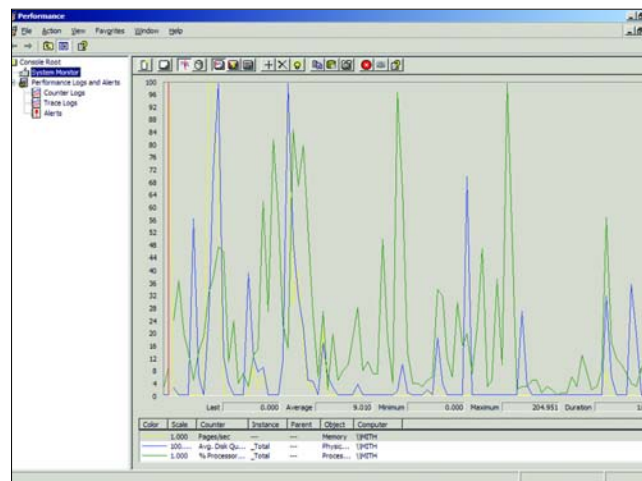 Performance
File Action View Favorites Window Help
Console Root
System Monitor
Performance Logs and Alerts
Counter Logs
Trace Logs
Alerts
100
96
92
88
84
80
76
72
68
64
60
56
52
48
44
40
36
32
28
24
20
16
12
8
4
0
Last 0.000 Average 9.010 Minimum 0.000 Maximum 204.951 Duration
Color Scale Counter Instance Parent Object Computer
1.000 Pages/sec --- --- Memory
100.... Avg. Disk Qu... _Total --- Physic...
1.000 % Processor... _Total --- Proces...